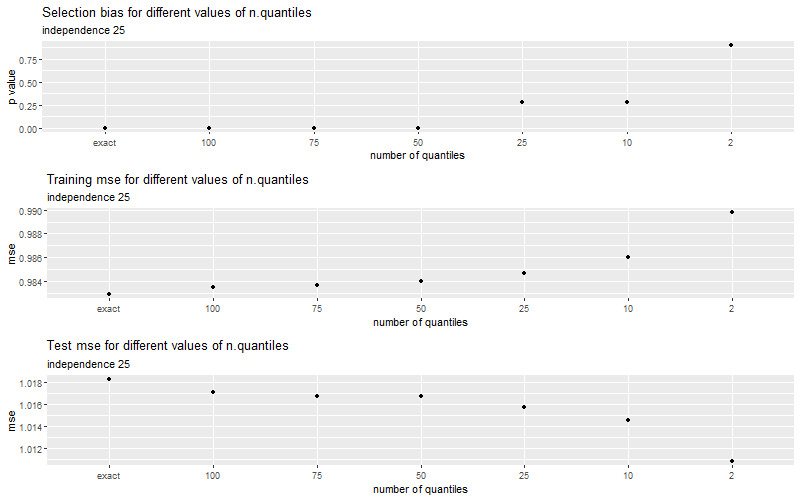 Selection bias for different values of n.quantiles
independence 25
0.75
0.50
0.25
0.00
p value
exact 100 75 50 25 10 2
number of quantiles
Training mse for different values of n.quantiles
independence 25
0.990
0.988
0.986
0.984
mse
exact 100 75 50 25 10 2
number of quantiles
Test mse for different values of n.quantiles
independence 25
1.018
1.016
1.014
1.012
mse
exact 100 75 50 25 10 2
number of quantiles